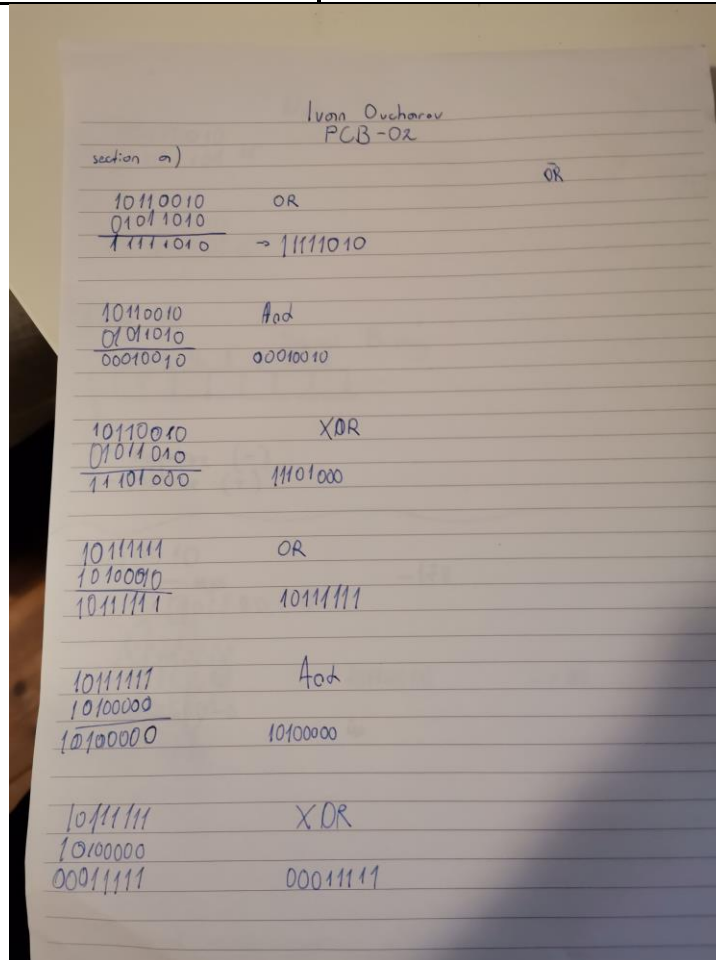 Ivan Ovcharov
PCB-02
section a)
OR
10110010 OR
01011010
11111010 → 11111010
10110010 And
01011010
00010010 00010010
10110010 XOR
01011010
11101000 11101000
10111111 OR
10100000
10111111 10111111
10111111 And
10100000
10100000 10100000
10111111 XOR
10100000
00011111 00011111